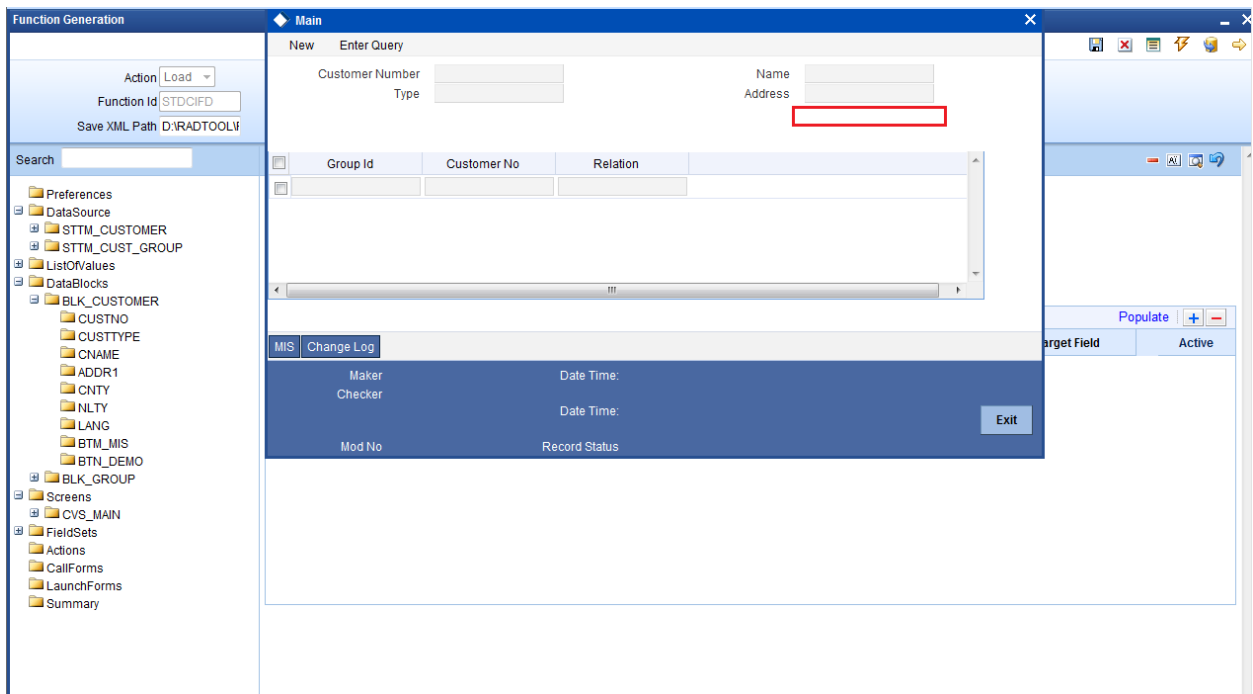 Function Generation
Action Load
Function Id STDCIFD
Save XML Path D:\RADTOOL\
Search
Preferences
DataSource
STTM_CUSTOMER
STTM_CUST_GROUP
ListOfValues
DataBlocks
BLK_CUSTOMER
CUSTNO
CUSTTYPE
CNAME
ADDR1
CNTY
NLTY
LANG
BTM_MIS
BTN_DEMO
BLK_GROUP
Screens
CVS_MAIN
FieldSets
Actions
CallForms
LaunchForms
Summary
Main
New Enter Query
Customer Number Name
Type Address
Group Id Customer No Relation
MIS Change Log
Maker Date Time:
Checker
Date Time:
Exit
Mod No Record Status
Populate
arget Field Active